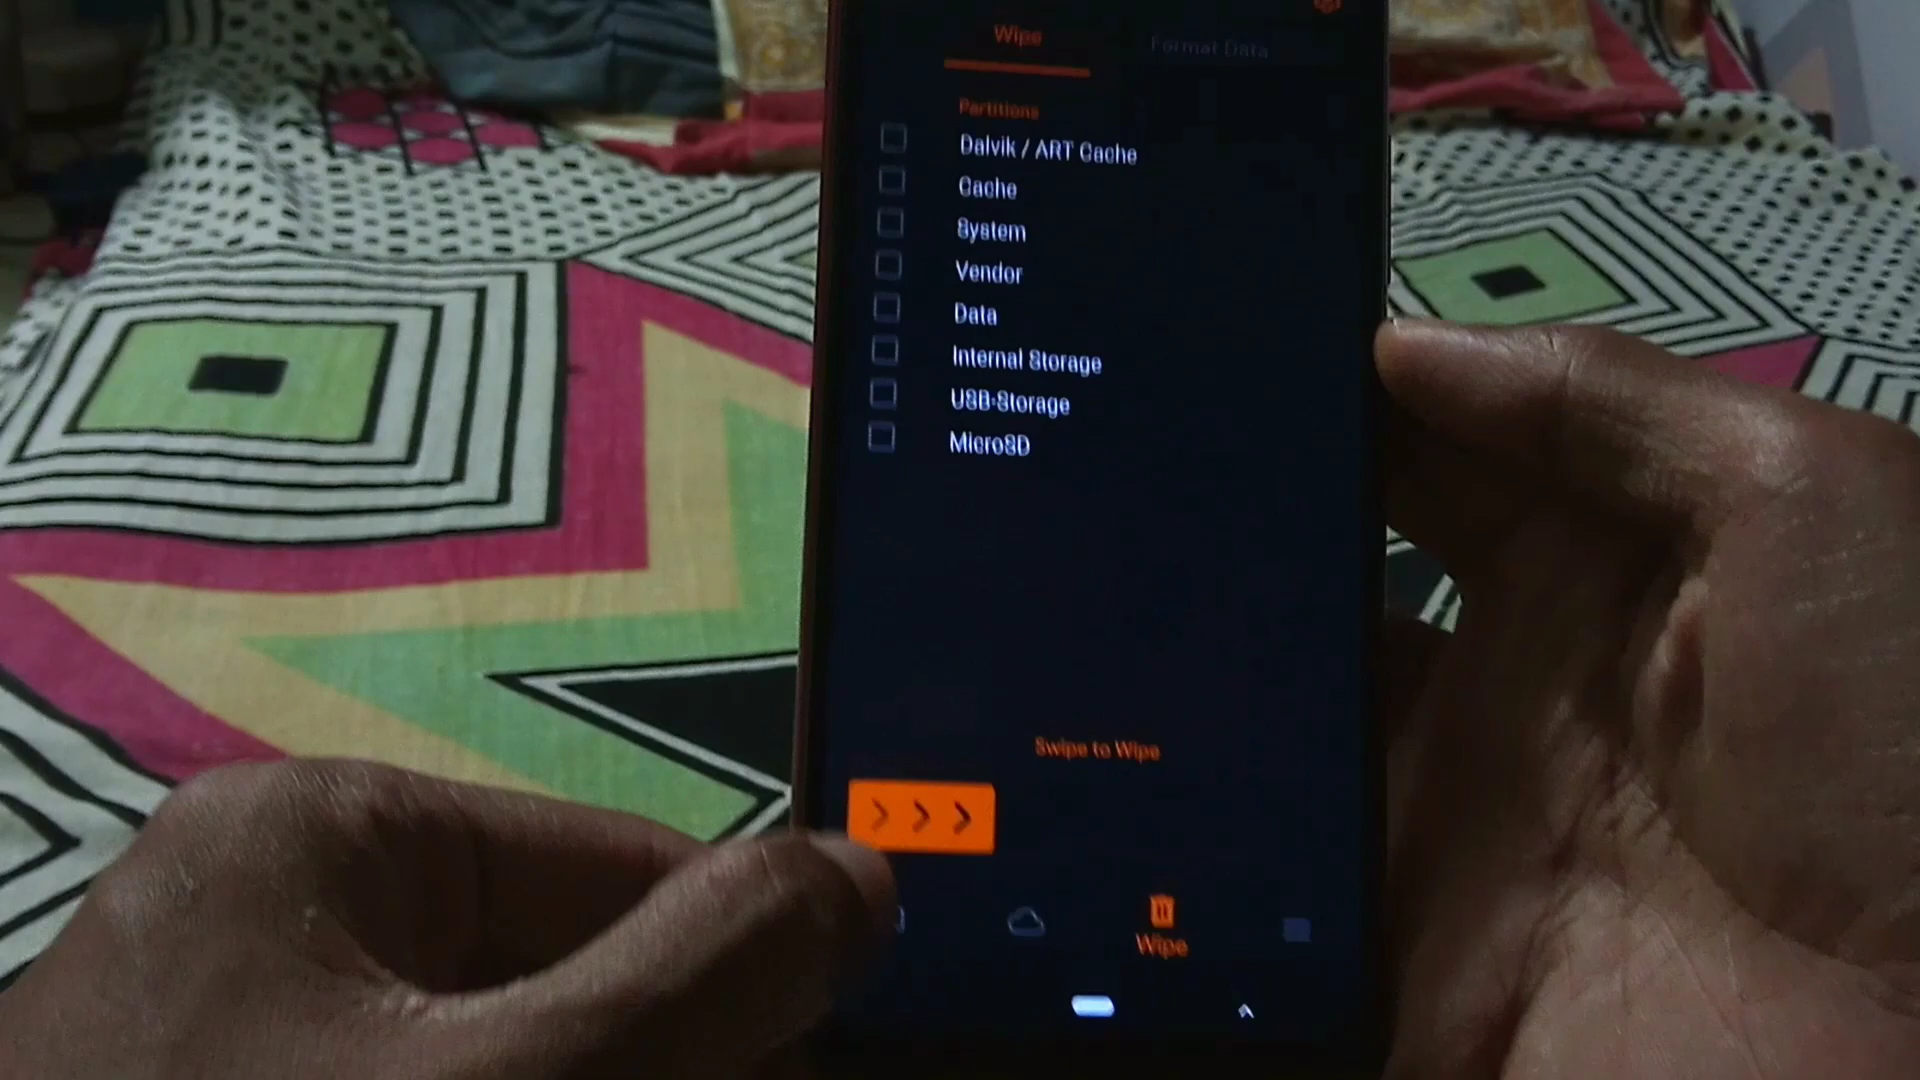 Wipe
Format Data
Partitions
Dalvik / ART Cache
Cache
System
Vendor
Data
Internal Storage
USB-Storage
MicroSD
Swipe to Wipe
Wipe